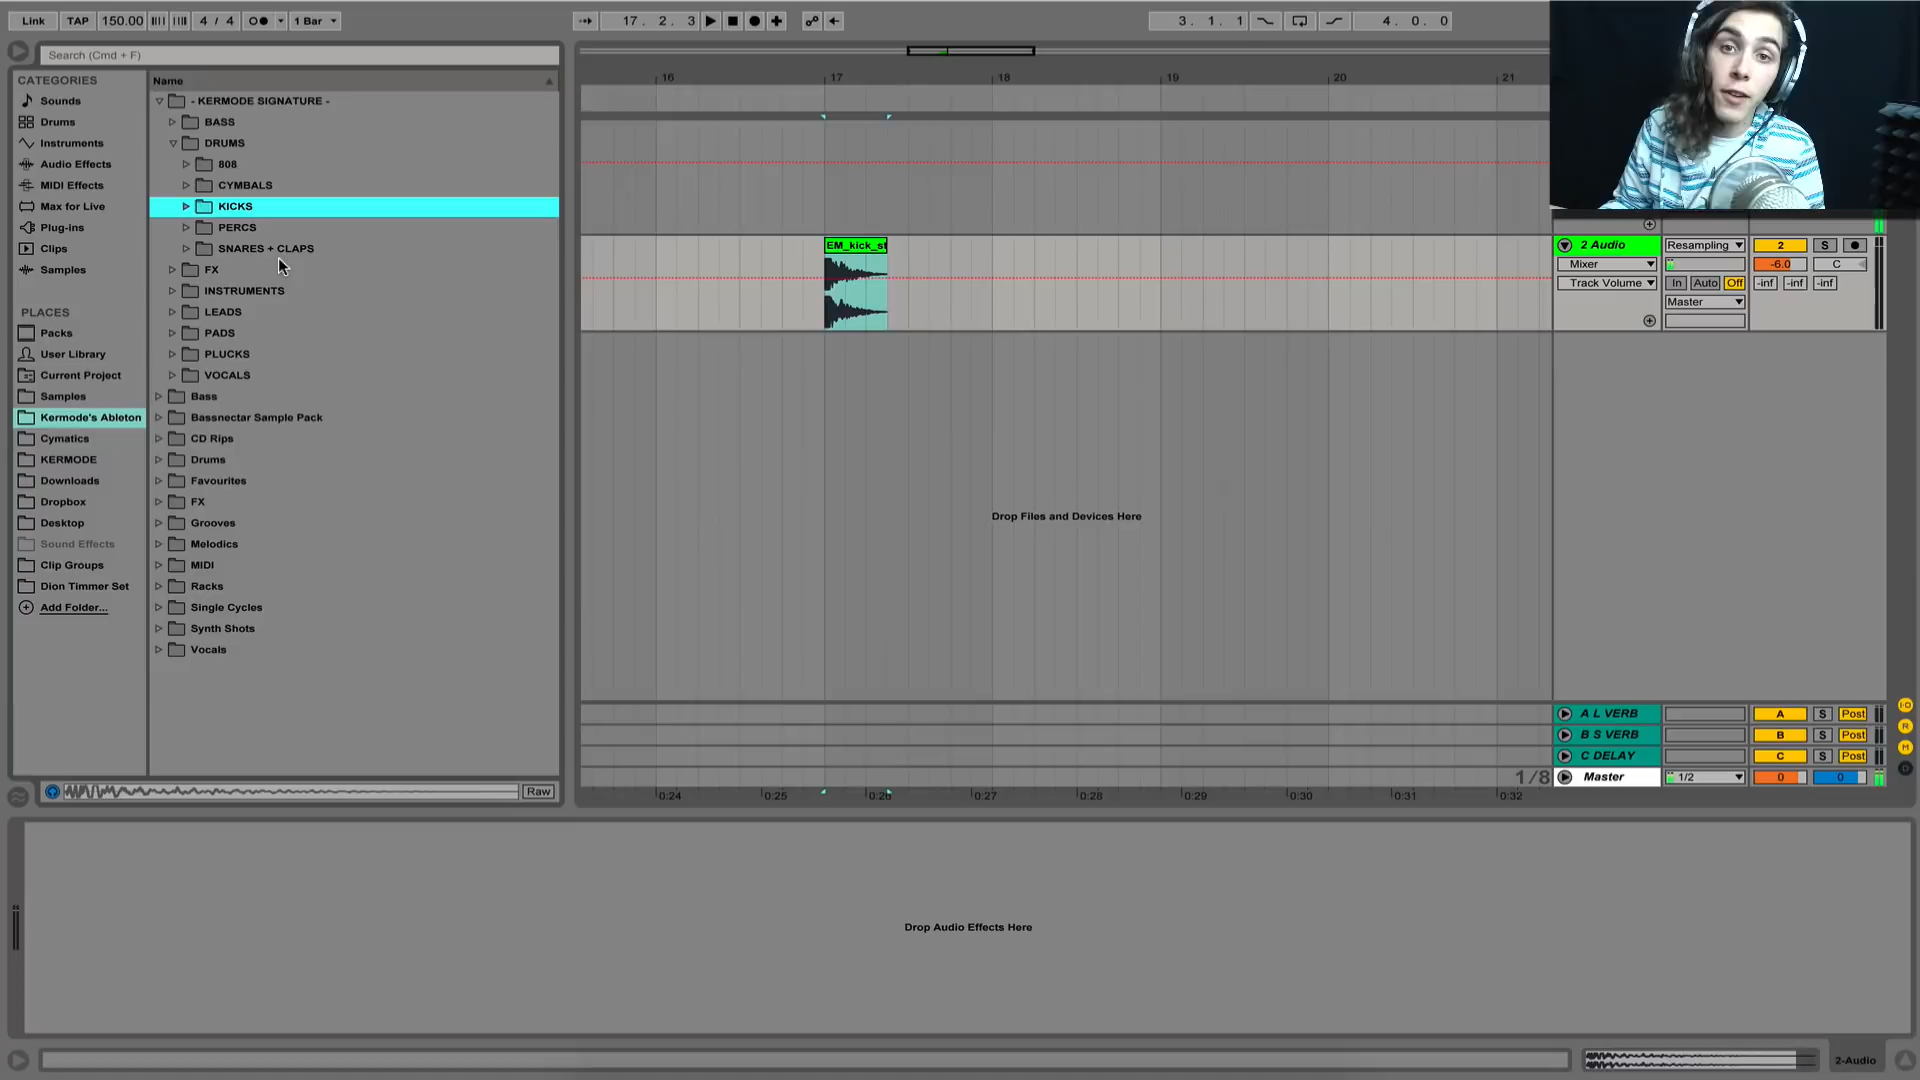 Link TAP 150.00 4 / 4 1 Bar 17. 2. 3 3. 1. 1 4. 0. 0
Search (Cmd + F)
CATEGORIES
Sounds
Drums
Instruments
Audio Effects
MIDI Effects
Max for Live
Plug-ins
Clips
Samples
PLACES
Packs
User Library
Current Project
Samples
Kermode's Ableton
Cymatics
KERMODE
Downloads
Dropbox
Desktop
Sound Effects
Clip Groups
Dion Timmer Set
Add Folder...
Name
- KERMODE SIGNATURE -
BASS
DRUMS
808
CYMBALS
KICKS
PERCS
SNARES + CLAPS
FX
INSTRUMENTS
LEADS
PADS
PLUCKS
VOCALS
Bass
Bassnectar Sample Pack
CD Rips
Drums
Favourites
FX
Grooves
Melodics
MIDI
Racks
Single Cycles
Synth Shots
Vocals
Raw
16 17 18 19 20 21
EM_kick_st
Drop Files and Devices Here
2 Audio Resampling 2 S
Mixer -6.0 C
Track Volume In Auto Off -inf -inf -inf
Master
A L VERB A S Post
B S VERB B S Post
C DELAY C S Post
1/8 Master 1/2 0 0
0:24 0:25 0:26 0:27 0:28 0:29 0:30 0:31 0:32
I·O
R
M
D
Drop Audio Effects Here
2-Audio